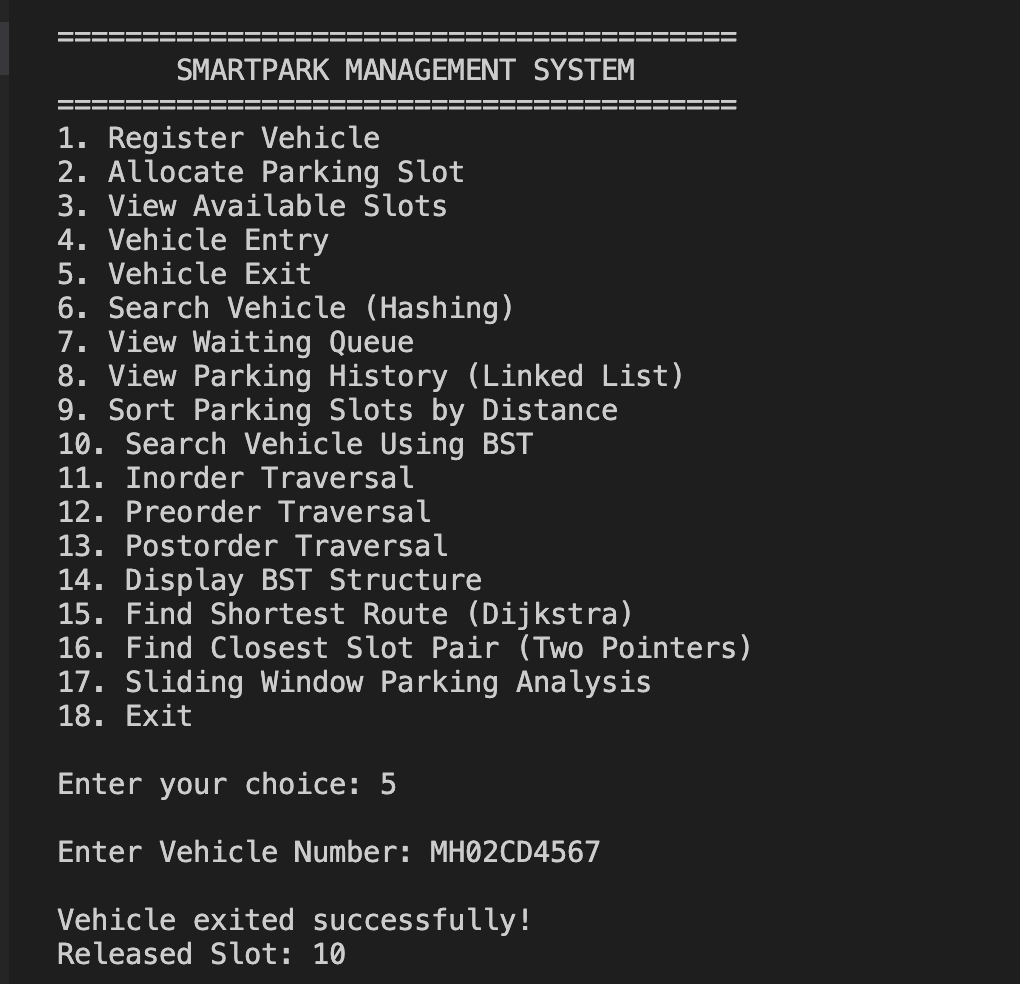 ========================================
SMARTPARK MANAGEMENT SYSTEM
========================================
1. Register Vehicle
2. Allocate Parking Slot
3. View Available Slots
4. Vehicle Entry
5. Vehicle Exit
6. Search Vehicle (Hashing)
7. View Waiting Queue
8. View Parking History (Linked List)
9. Sort Parking Slots by Distance
10. Search Vehicle Using BST
11. Inorder Traversal
12. Preorder Traversal
13. Postorder Traversal
14. Display BST Structure
15. Find Shortest Route (Dijkstra)
16. Find Closest Slot Pair (Two Pointers)
17. Sliding Window Parking Analysis
18. Exit
Enter your choice: 5
Enter Vehicle Number: MH02CD4567
Vehicle exited successfully!
Released Slot: 10